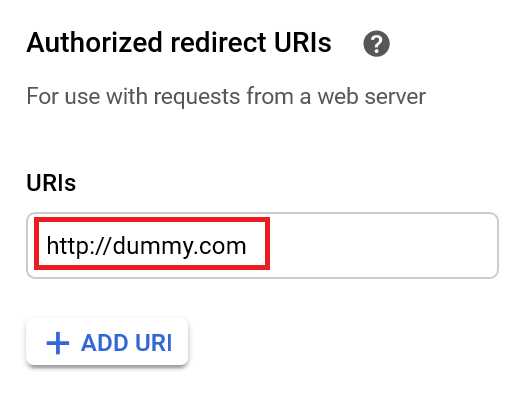 Authorized redirect URIs ?
For use with requests from a web server
URIs
http://dummy.com
+ ADD URI